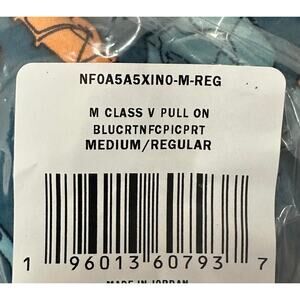 NF0A5A5XIN0-M-REG
M CLASS V PULL ON
BLUCRTNFCPICPRT
MEDIUM/REGULAR
1 96013 60793 7
MADE IN JORDAN